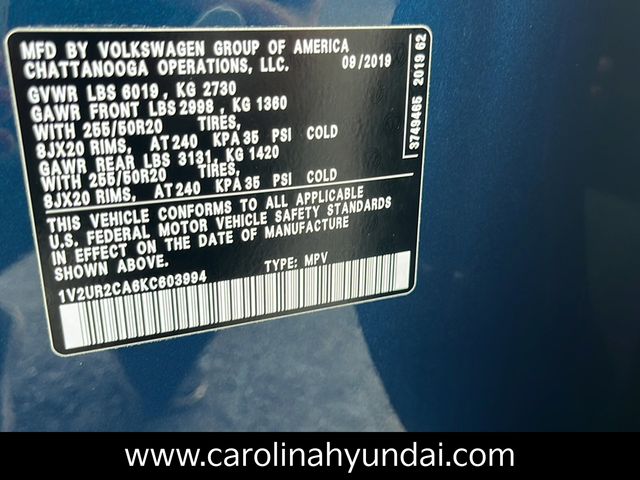 MFD BY VOLKSWAGEN GROUP OF AMERICA
CHATTANOOGA OPERATIONS, LLC. 09/2019
GVWR LBS 6019, KG 2730
GAWR FRONT LBS 2998, KG 1360
WITH 255/50R20 TIRES,
8JX20 RIMS, AT 240 KPA 35 PSI COLD
GAWR REAR LBS 3131, KG 1420
WITH 255/50R20 TIRES,
8JX20 RIMS, AT 240 KPA 35 PSI COLD
THIS VEHICLE CONFORMS TO ALL APPLICABLE
U.S. FEDERAL MOTOR VEHICLE SAFETY STANDARDS
IN EFFECT ON THE DATE OF MANUFACTURE
SHOWN ABOVE.
1V2UR2CA6KC603994 TYPE: MPV
3749465 2019 62
www.carolinahyundai.com